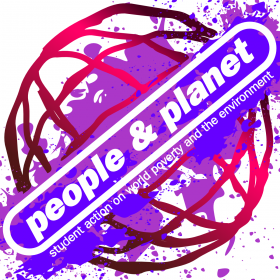 people & planet
student action on world poverty and the environment